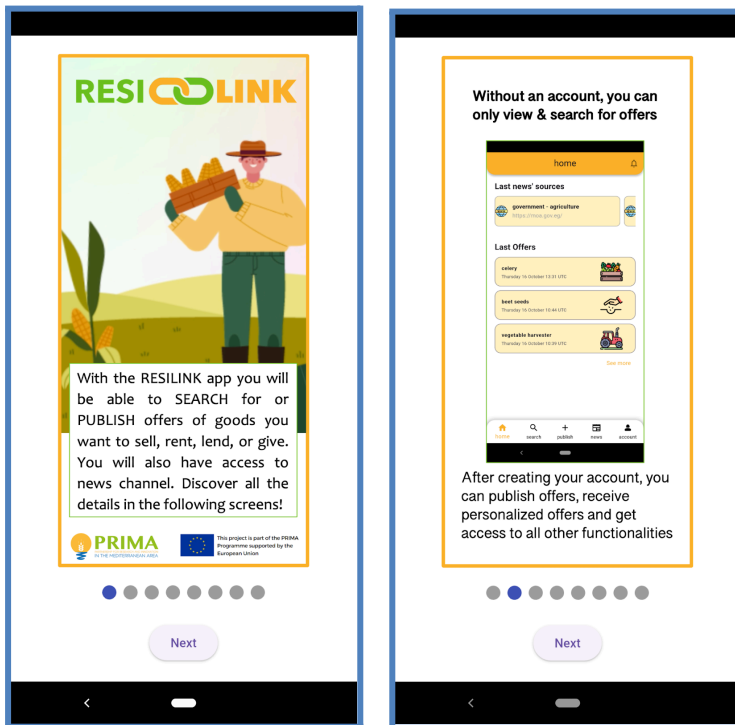 RESILINK
With the RESILINK app you will
be able to SEARCH for or
PUBLISH offers of goods you
want to sell, rent, lend, or give.
You will also have access to
news channel. Discover all the
details in the following screens!
PRIMA
IN THE MEDITERRANEAN AREA
This project is part of the PRIMA
Programme supported by the
European Union
Next
Without an account, you can
only view & search for offers
home
Last news' sources
government - agriculture
https://moa.gov.eg/
Last Offers
celery
Thursday 16 October 10:31 UTC
beet seeds
Thursday 16 October 10:44 UTC
vegetable harvester
Thursday 16 October 10:39 UTC
See more
home search publish news account
After creating your account, you
can publish offers, receive
personalized offers and get
access to all other functionalities
Next